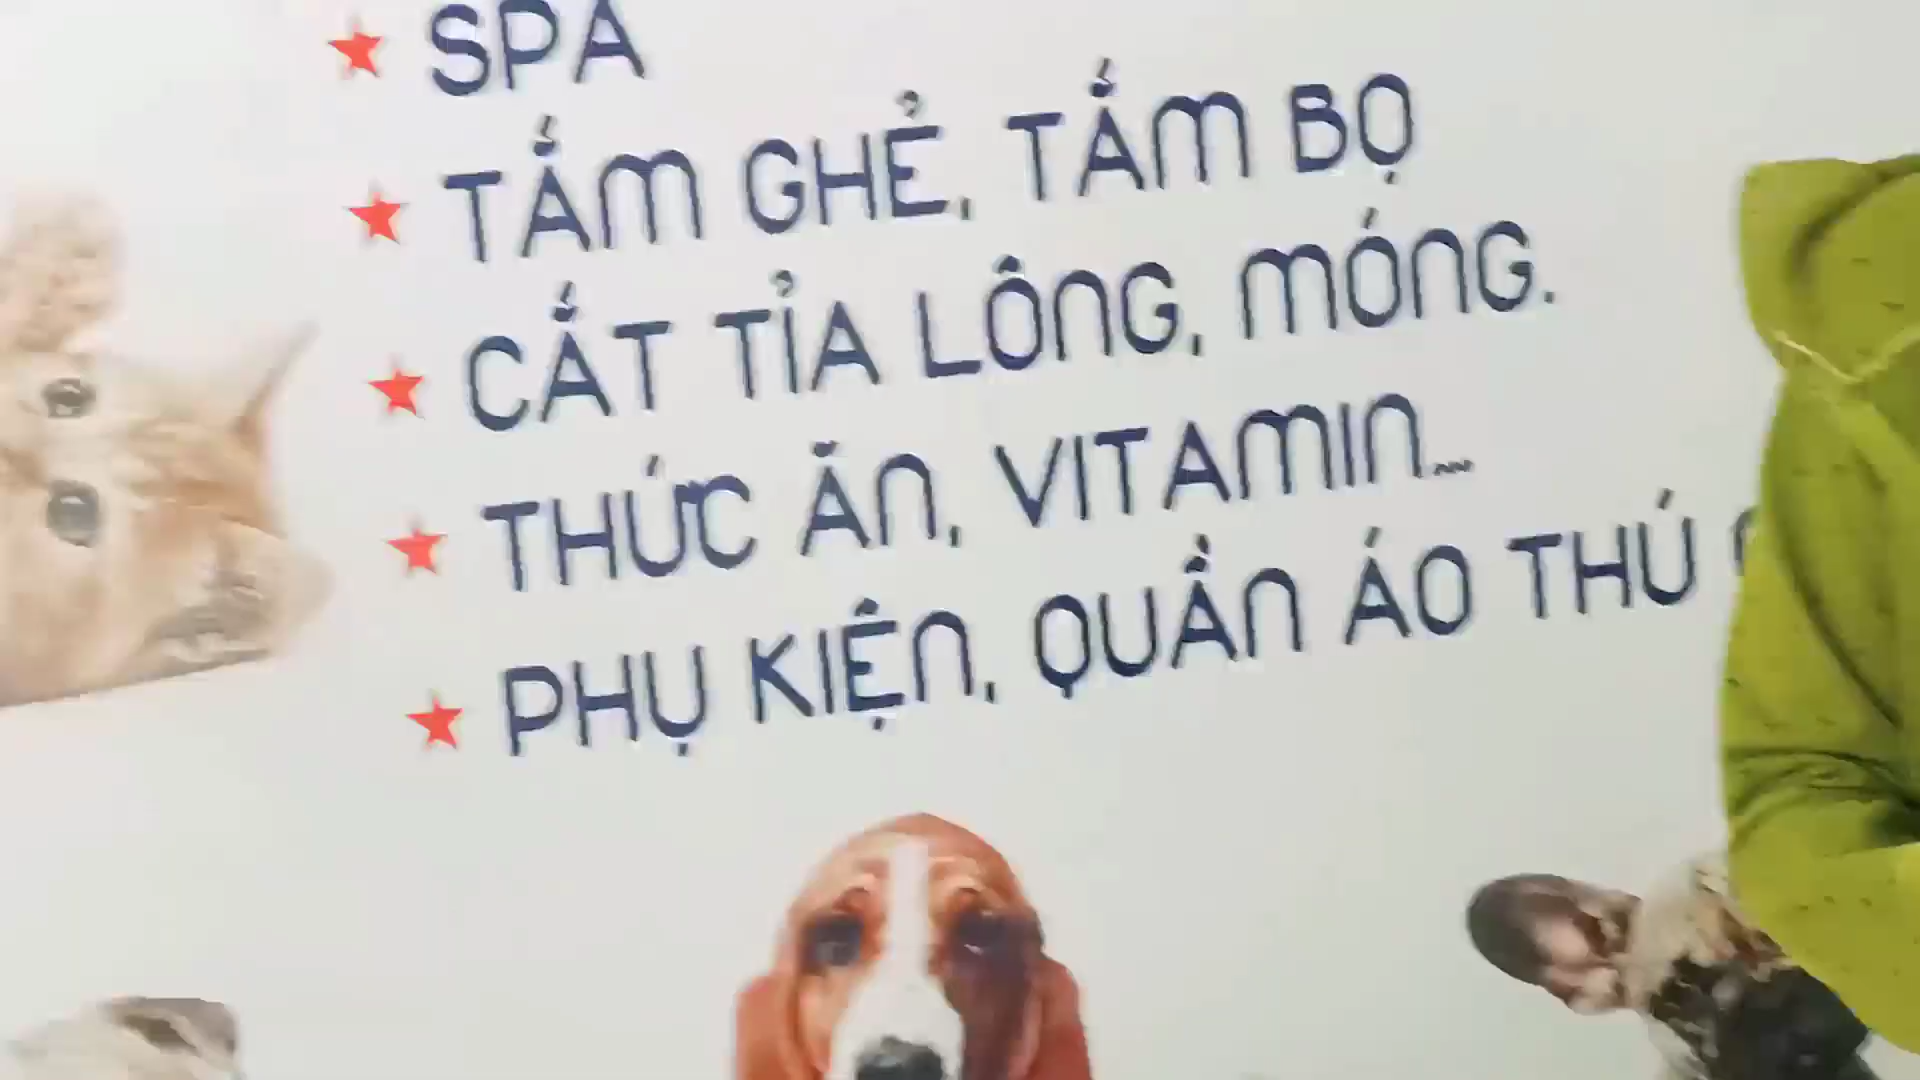 SPA
TẮM GHẺ, TẮM BỌ
CẮT TỈA LÔNG, MÓNG.
THỨC ĂN, VITAMIN...
PHỤ KIỆN, QUẦN ÁO THÚ